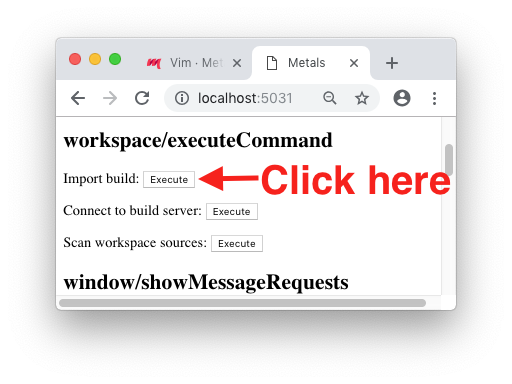 Vim · Met
Metals
localhost:5031
workspace/executeCommand
Import build: Execute
Click here
Connect to build server: Execute
Scan workspace sources: Execute
window/showMessageRequests